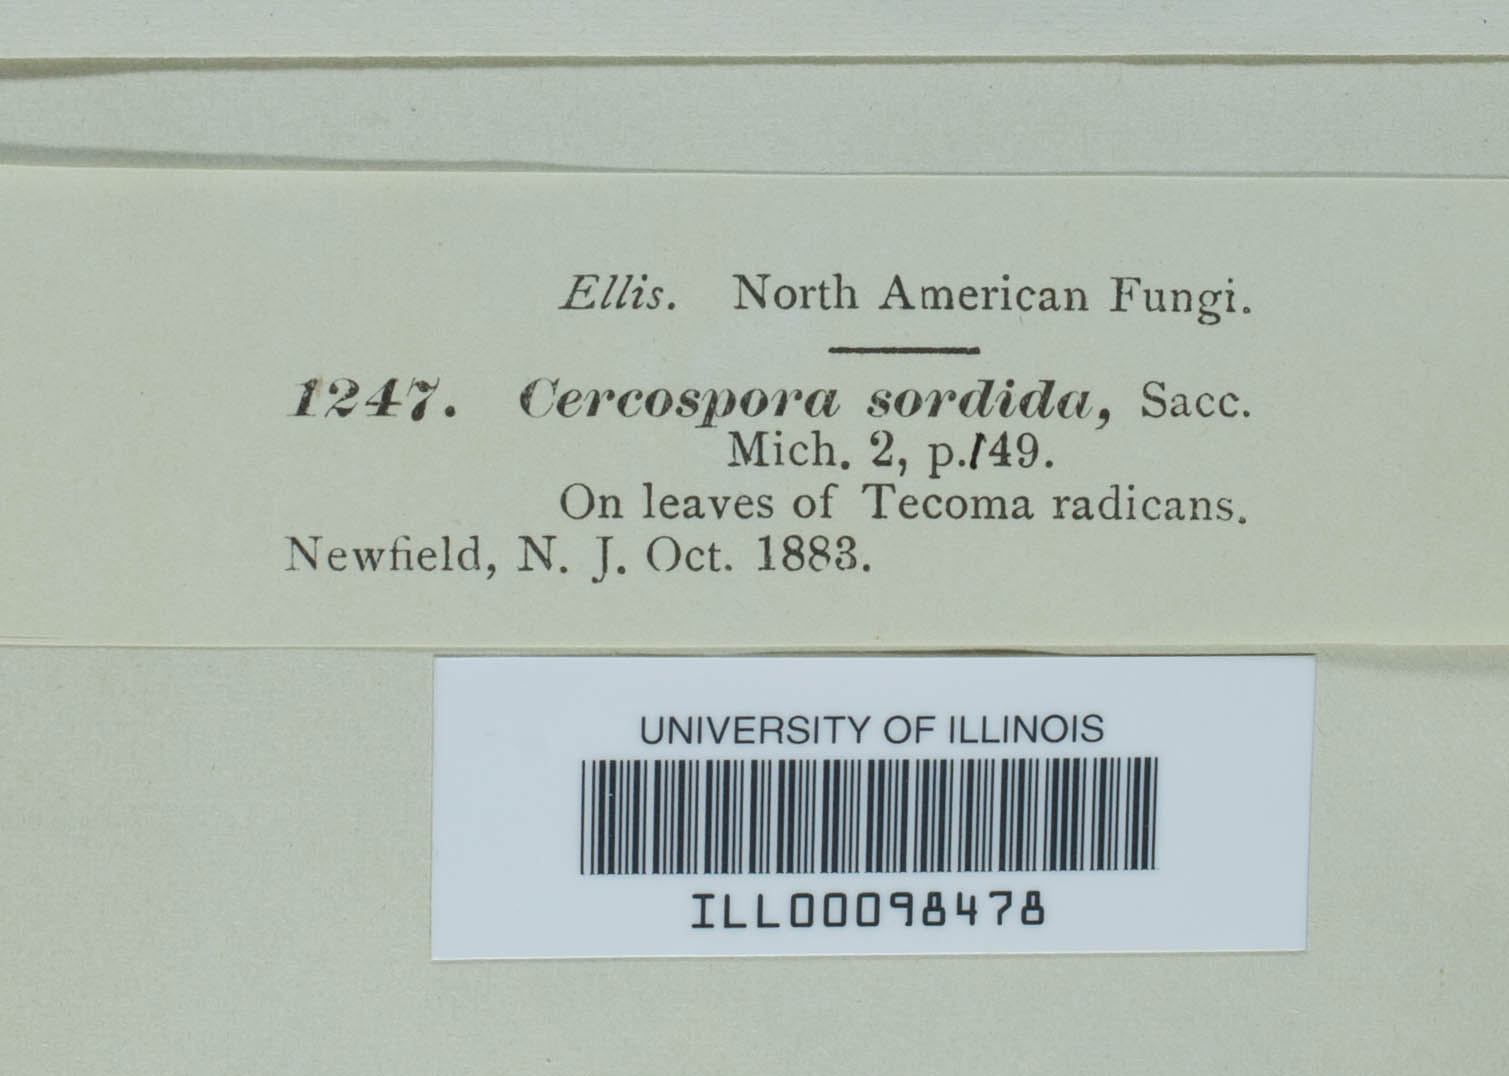 Ellis. North American Fungi.
1247. Cercospora sordida, Sacc.
Mich. 2, p.149.
On leaves of Tecoma radicans.
Newfield, N. J. Oct. 1883.
UNIVERSITY OF ILLINOIS
ILL00098478